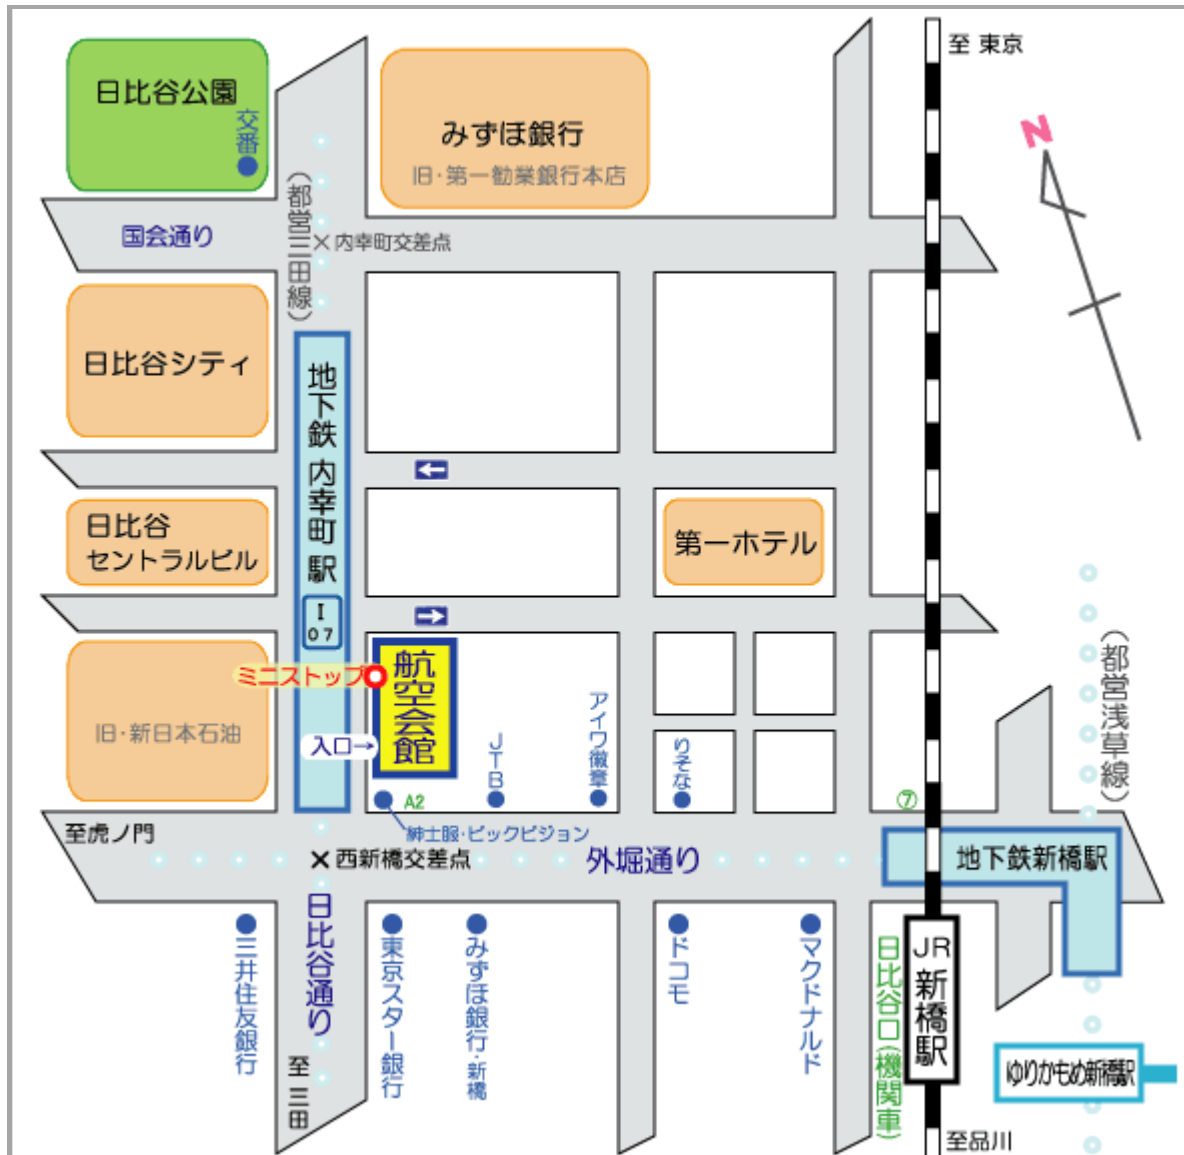 至 東京
N
日比谷公園
交番
みずほ銀行
旧・第一勧業銀行本店
(都営三田線)
国会通り
×内幸町交差点
日比谷シティ
地下鉄 内幸町 駅
I
07
日比谷
セントラルビル
第一ホテル
(都営浅草線)
旧・新日本石油
ミニストップ
航空会館
入口→
JTB
アイワ徽章
りそな
A2
⑦
紳士服・ビックビジョン
至虎ノ門
×西新橋交差点
外堀通り
地下鉄新橋駅
日比谷通り
三井住友銀行
東京スター銀行
みずほ銀行・新橋
ドコモ
マクドナルド
日比谷口(機関車)
JR新橋駅
ゆりかもめ新橋駅
至 三田
至品川